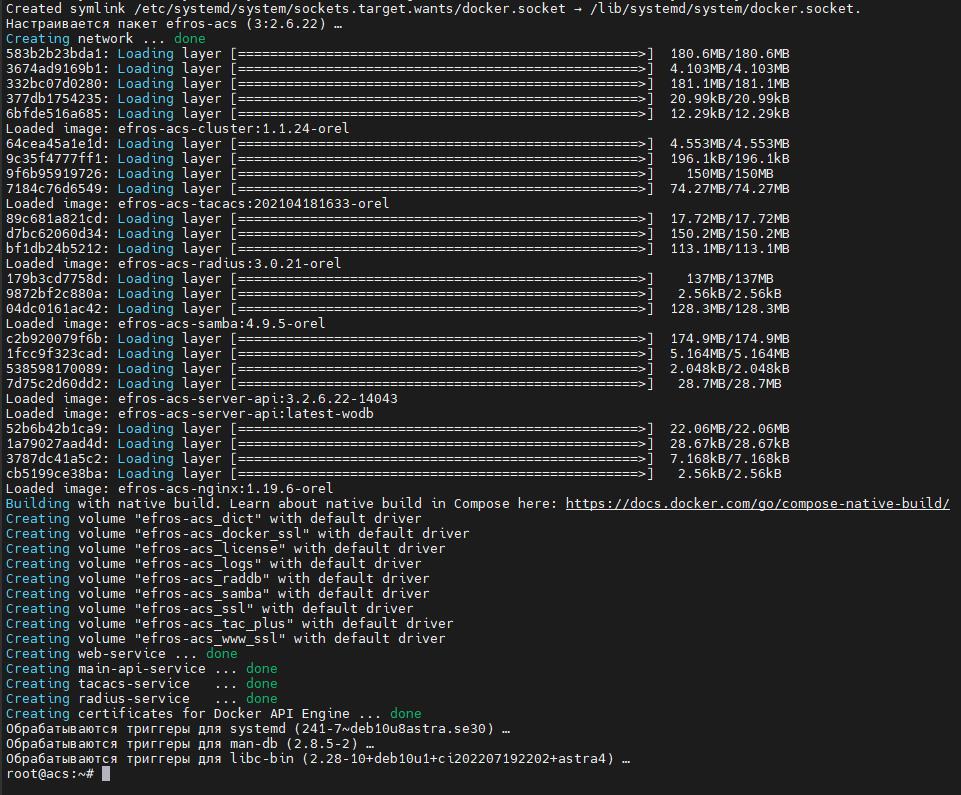 Created symlink /etc/systemd/system/sockets.target.wants/docker.socket → /lib/systemd/system/docker.socket.
Настраивается пакет efros-acs (3:2.6.22) …
Creating network ... done
583b2b23bda1: Loading layer [==================================================>]  180.6MB/180.6MB
3674ad9169b1: Loading layer [==================================================>]  4.103MB/4.103MB
332bc07d0280: Loading layer [==================================================>]  181.1MB/181.1MB
377db1754235: Loading layer [==================================================>]  20.99kB/20.99kB
6bfde516a685: Loading layer [==================================================>]  12.29kB/12.29kB
Loaded image: efros-acs-cluster:1.1.24-orel
64cea45a1e1d: Loading layer [==================================================>]  4.553MB/4.553MB
9c35f4777ff1: Loading layer [==================================================>]  196.1kB/196.1kB
9f6b95919726: Loading layer [==================================================>]    150MB/150MB
7184c76d6549: Loading layer [==================================================>]  74.27MB/74.27MB
Loaded image: efros-acs-tacacs:202104181633-orel
89c681a821cd: Loading layer [==================================================>]  17.72MB/17.72MB
d7bc62060d34: Loading layer [==================================================>]  150.2MB/150.2MB
bf1db24b5212: Loading layer [==================================================>]  113.1MB/113.1MB
Loaded image: efros-acs-radius:3.0.21-orel
179b3cd7758d: Loading layer [==================================================>]    137MB/137MB
9872bf2c880a: Loading layer [==================================================>]   2.56kB/2.56kB
04dc0161ac42: Loading layer [==================================================>]  128.3MB/128.3MB
Loaded image: efros-acs-samba:4.9.5-orel
c2b920079f6b: Loading layer [==================================================>]  174.9MB/174.9MB
1fcc9f323cad: Loading layer [==================================================>]  5.164MB/5.164MB
538598170089: Loading layer [==================================================>]  2.048kB/2.048kB
7d75c2d60dd2: Loading layer [==================================================>]   28.7MB/28.7MB
Loaded image: efros-acs-server-api:3.2.6.22-14043
Loaded image: efros-acs-server-api:latest-wodb
52b6b42b1ca9: Loading layer [==================================================>]  22.06MB/22.06MB
1a79027aad4d: Loading layer [==================================================>]  28.67kB/28.67kB
3787dc41a5c2: Loading layer [==================================================>]  7.168kB/7.168kB
cb5199ce38ba: Loading layer [==================================================>]   2.56kB/2.56kB
Loaded image: efros-acs-nginx:1.19.6-orel
Building with native build. Learn about native build in Compose here: https://docs.docker.com/go/compose-native-build/
Creating volume "efros-acs_dict" with default driver
Creating volume "efros-acs_docker_ssl" with default driver
Creating volume "efros-acs_license" with default driver
Creating volume "efros-acs_logs" with default driver
Creating volume "efros-acs_raddb" with default driver
Creating volume "efros-acs_samba" with default driver
Creating volume "efros-acs_ssl" with default driver
Creating volume "efros-acs_tac_plus" with default driver
Creating volume "efros-acs_www_ssl" with default driver
Creating web-service ... done
Creating main-api-service ... done
Creating tacacs-service   ... done
Creating radius-service   ... done
Creating certificates for Docker API Engine ... done
Обрабатываются триггеры для systemd (241-7~deb10u8astra.se30) …
Обрабатываются триггеры для man-db (2.8.5-2) …
Обрабатываются триггеры для libc-bin (2.28-10+deb10u1+ci202207192202+astra4) …
root@acs:~#